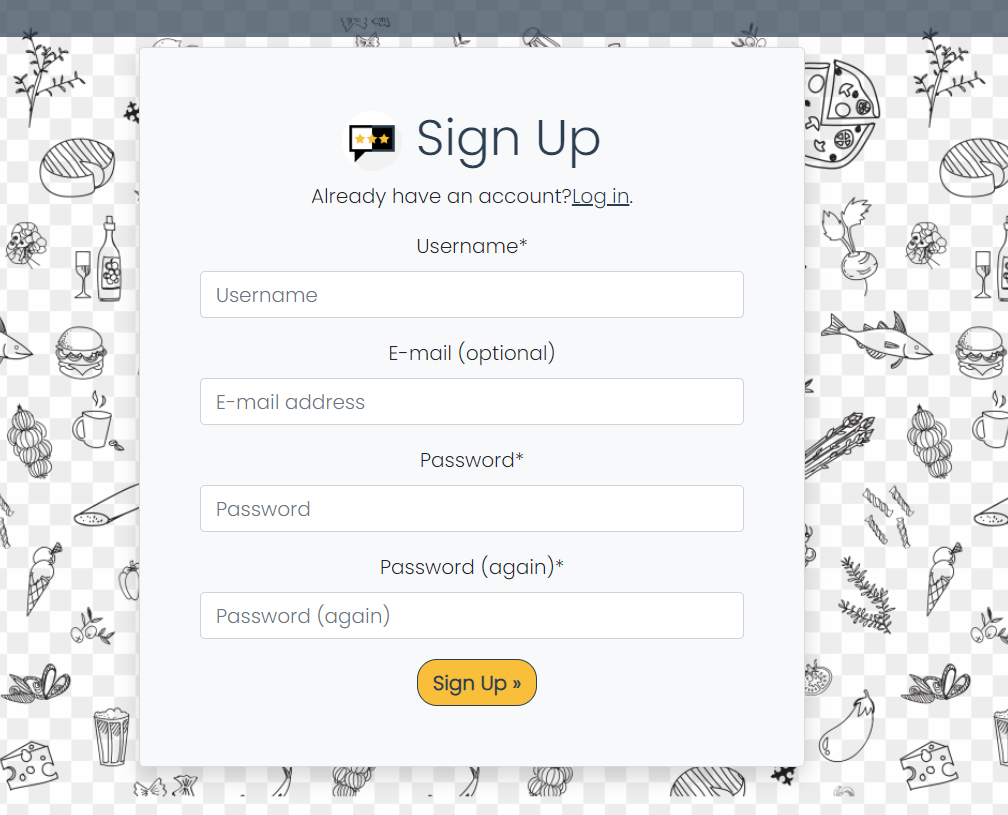 Sign Up
Already have an account?Log in.
Username*
Username
E-mail (optional)
E-mail address
Password*
Password
Password (again)*
Password (again)
Sign Up »